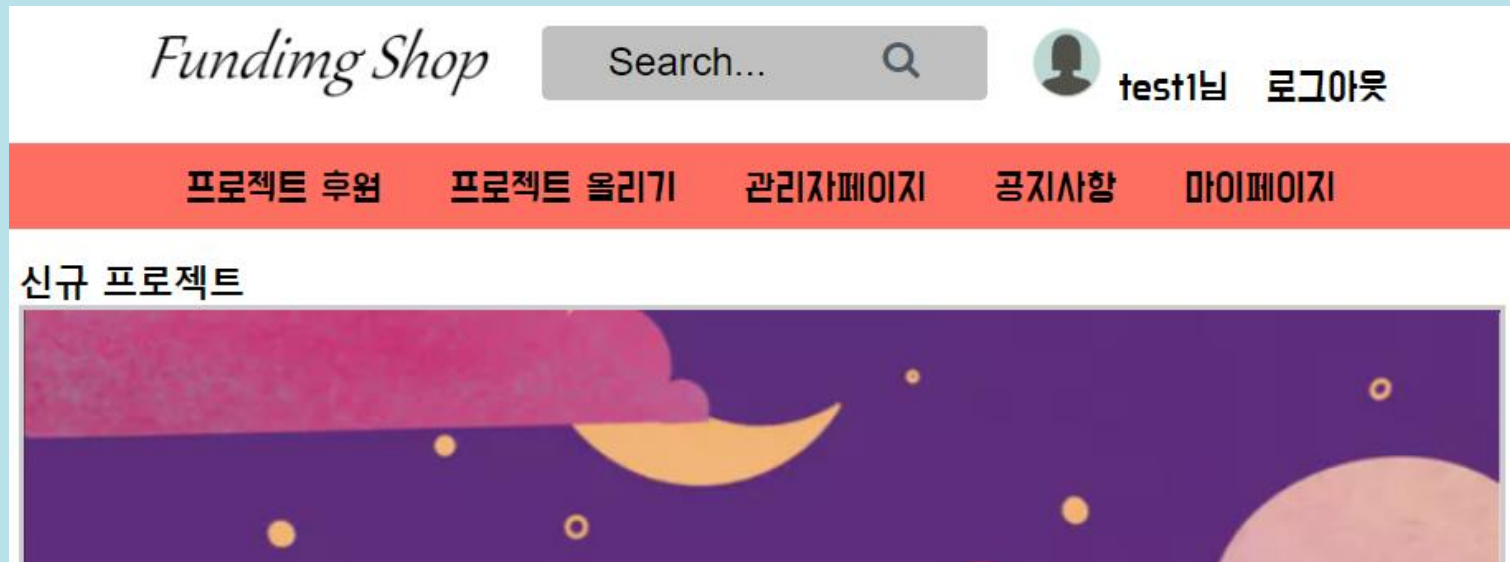 Fundimg Shop
Search...
test1님 로그아웃
프로젝트 후원 프로젝트 올리기 관리자페이지 공지사항 마이페이지
신규 프로젝트